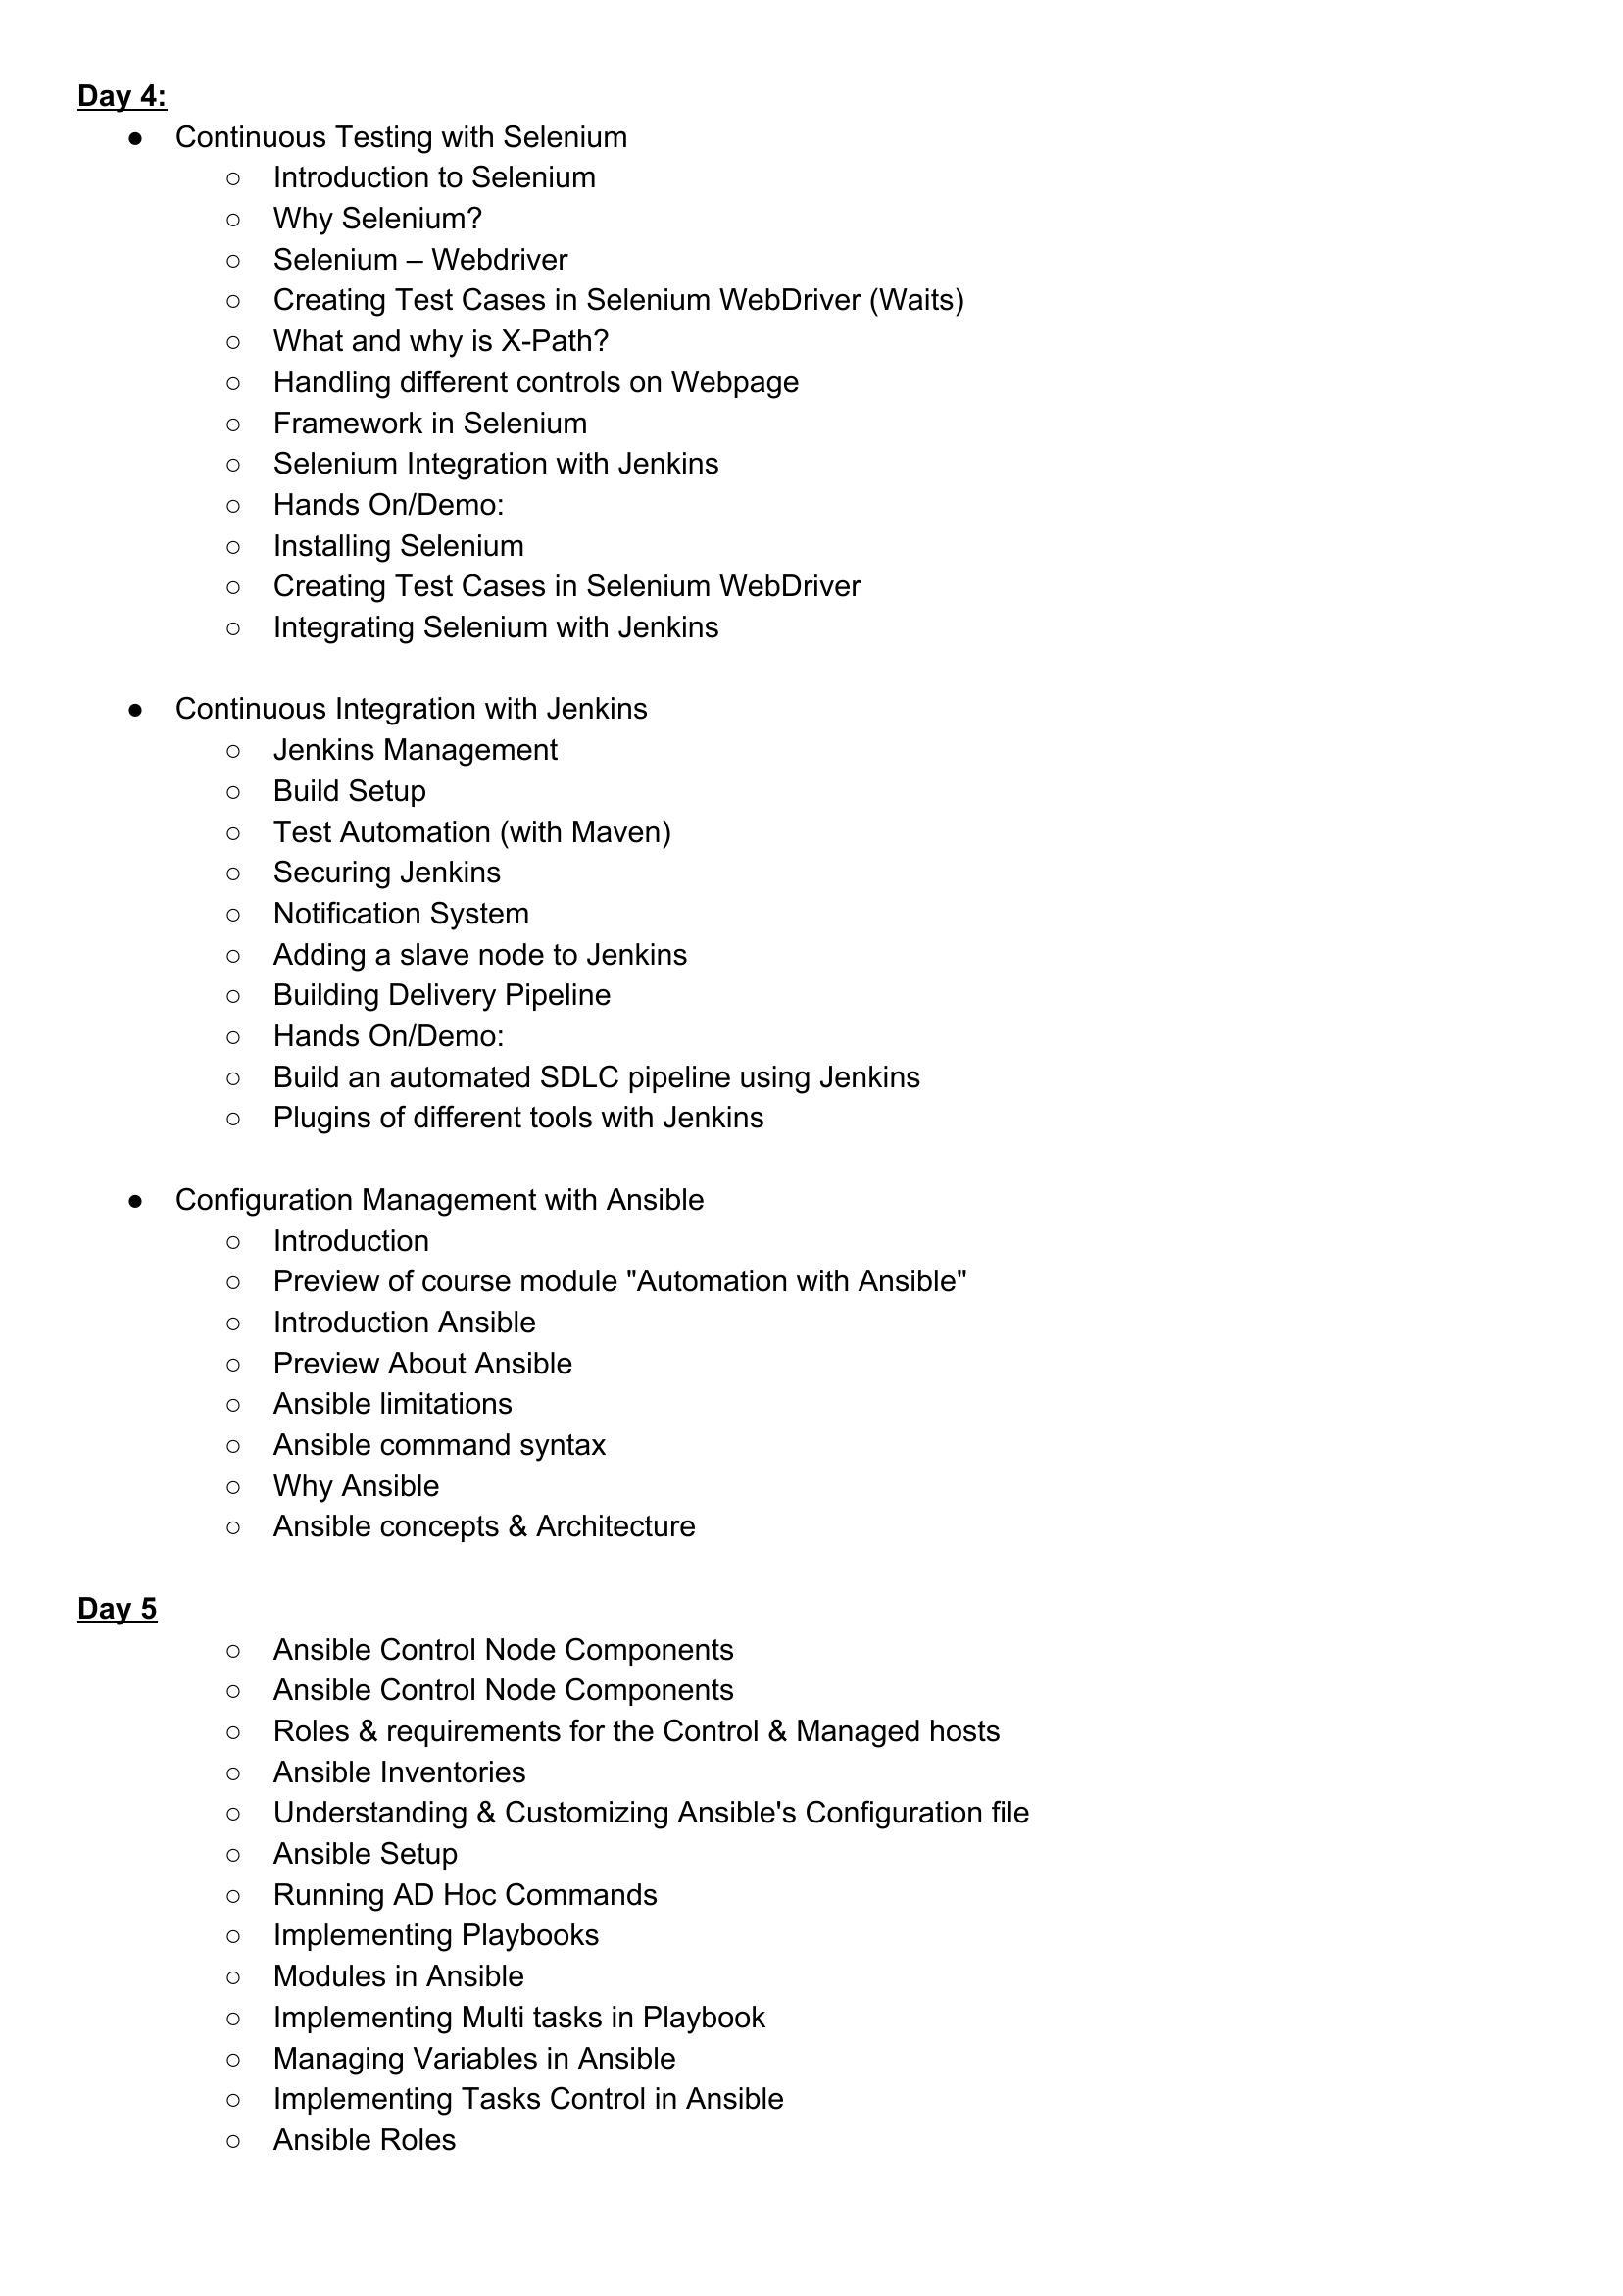 Day 4:
● Continuous Testing with Selenium
○ Introduction to Selenium
○ Why Selenium?
○ Selenium – Webdriver
○ Creating Test Cases in Selenium WebDriver (Waits)
○ What and why is X-Path?
○ Handling different controls on Webpage
○ Framework in Selenium
○ Selenium Integration with Jenkins
○ Hands On/Demo:
○ Installing Selenium
○ Creating Test Cases in Selenium WebDriver
○ Integrating Selenium with Jenkins
● Continuous Integration with Jenkins
○ Jenkins Management
○ Build Setup
○ Test Automation (with Maven)
○ Securing Jenkins
○ Notification System
○ Adding a slave node to Jenkins
○ Building Delivery Pipeline
○ Hands On/Demo:
○ Build an automated SDLC pipeline using Jenkins
○ Plugins of different tools with Jenkins
● Configuration Management with Ansible
○ Introduction
○ Preview of course module "Automation with Ansible"
○ Introduction Ansible
○ Preview About Ansible
○ Ansible limitations
○ Ansible command syntax
○ Why Ansible
○ Ansible concepts & Architecture
Day 5
○ Ansible Control Node Components
○ Ansible Control Node Components
○ Roles & requirements for the Control & Managed hosts
○ Ansible Inventories
○ Understanding & Customizing Ansible's Configuration file
○ Ansible Setup
○ Running AD Hoc Commands
○ Implementing Playbooks
○ Modules in Ansible
○ Implementing Multi tasks in Playbook
○ Managing Variables in Ansible
○ Implementing Tasks Control in Ansible
○ Ansible Roles